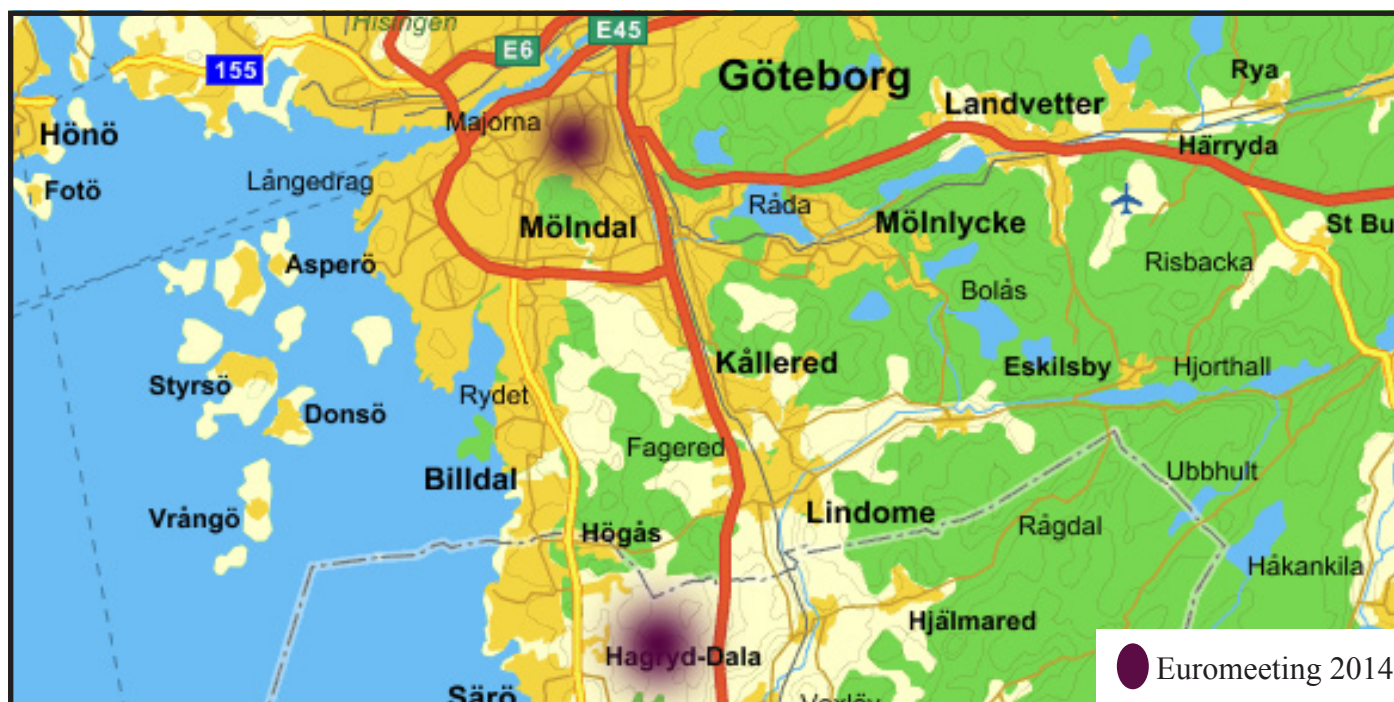 Hisingen
E45
E6
155
Göteborg
Rya
Landvetter
Majorna
Hönö
Härryda
Långedrag
Fotö
Råda
Mölndal
Mölnlycke
St Bu
Asperö
Risbacka
Bolås
Kållered
Eskilsby
Hjorthall
Styrsö
Rydet
Donsö
Fagered
Billdal
Ubbhult
Vrångö
Lindome
Rågdal
Högås
Håkankila
Hjälmared
Hagryd-Dala
Euromeeting 2014
Särö